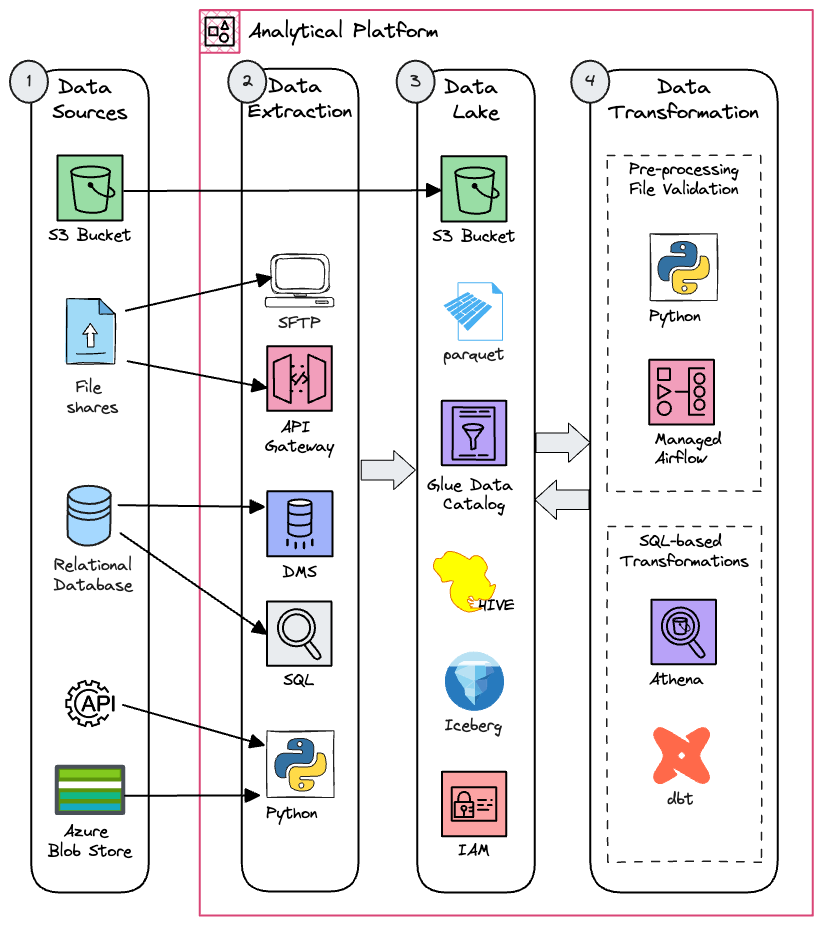 Analytical Platform
1
Data
Sources
S3 Bucket
File
shares
Relational
Database
API
Azure
Blob Store
2
Data
Extraction
SFTP
API
Gateway
DMS
SQL
Python
3
Data
Lake
S3 Bucket
parquet
Glue Data
Catalog
HIVE
Iceberg
IAM
4
Data
Transformation
Pre-processing
File Validation
Python
Managed
Airflow
SQL-based
Transformations
Athena
dbt